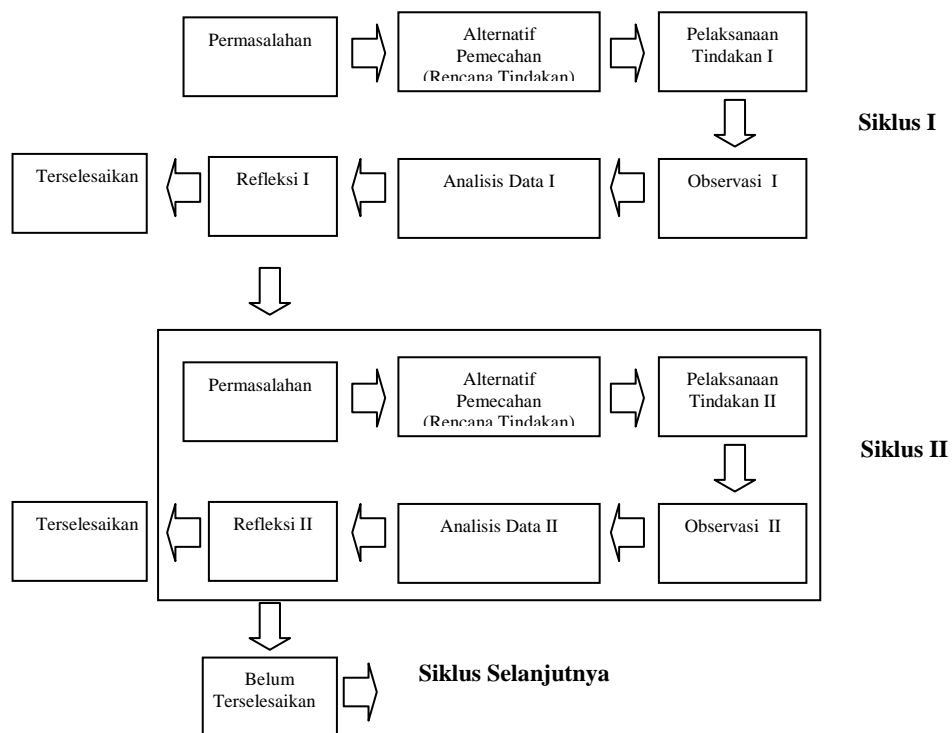 Permasalahan
Alternatif
Pemecahan
(Rencana Tindakan)
Pelaksanaan
Tindakan I
Siklus I
Terselesaikan
Refleksi I
Analisis Data I
Observasi I
Permasalahan
Alternatif
Pemecahan
(Rencana Tindakan)
Pelaksanaan
Tindakan II
Siklus II
Terselesaikan
Refleksi II
Analisis Data II
Observasi II
Belum
Terselesaikan
Siklus Selanjutnya